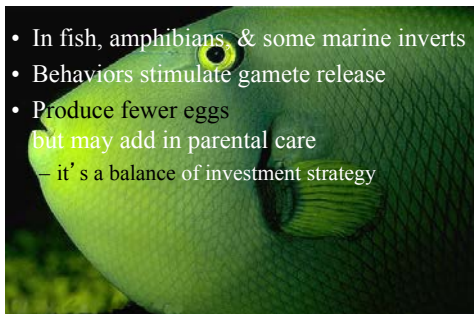 • In fish, amphibians, & some marine inverts
• Behaviors stimulate gamete release
• Produce fewer eggs
but may add in parental care
– it's a balance of investment strategy